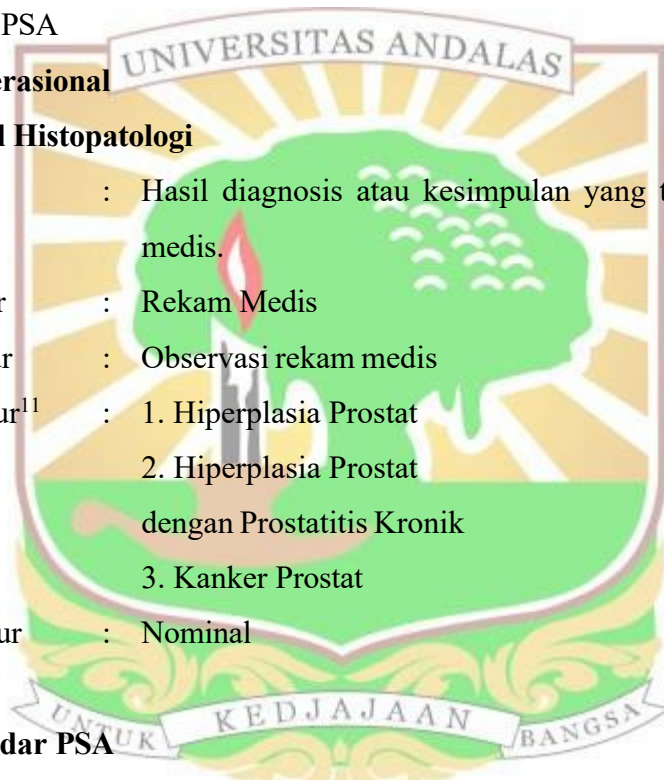 PSA
UNIVERSITAS ANDALAS
erasional
l Histopatologi
: Hasil diagnosis atau kesimpulan yang t
medis.
r : Rekam Medis
ur : Observasi rekam medis
ur11 : 1. Hiperplasia Prostat
2. Hiperplasia Prostat
dengan Prostatitis Kronik
3. Kanker Prostat
ur : Nominal
UNTUK KEDJAJAAN BANGSA
dar PSA